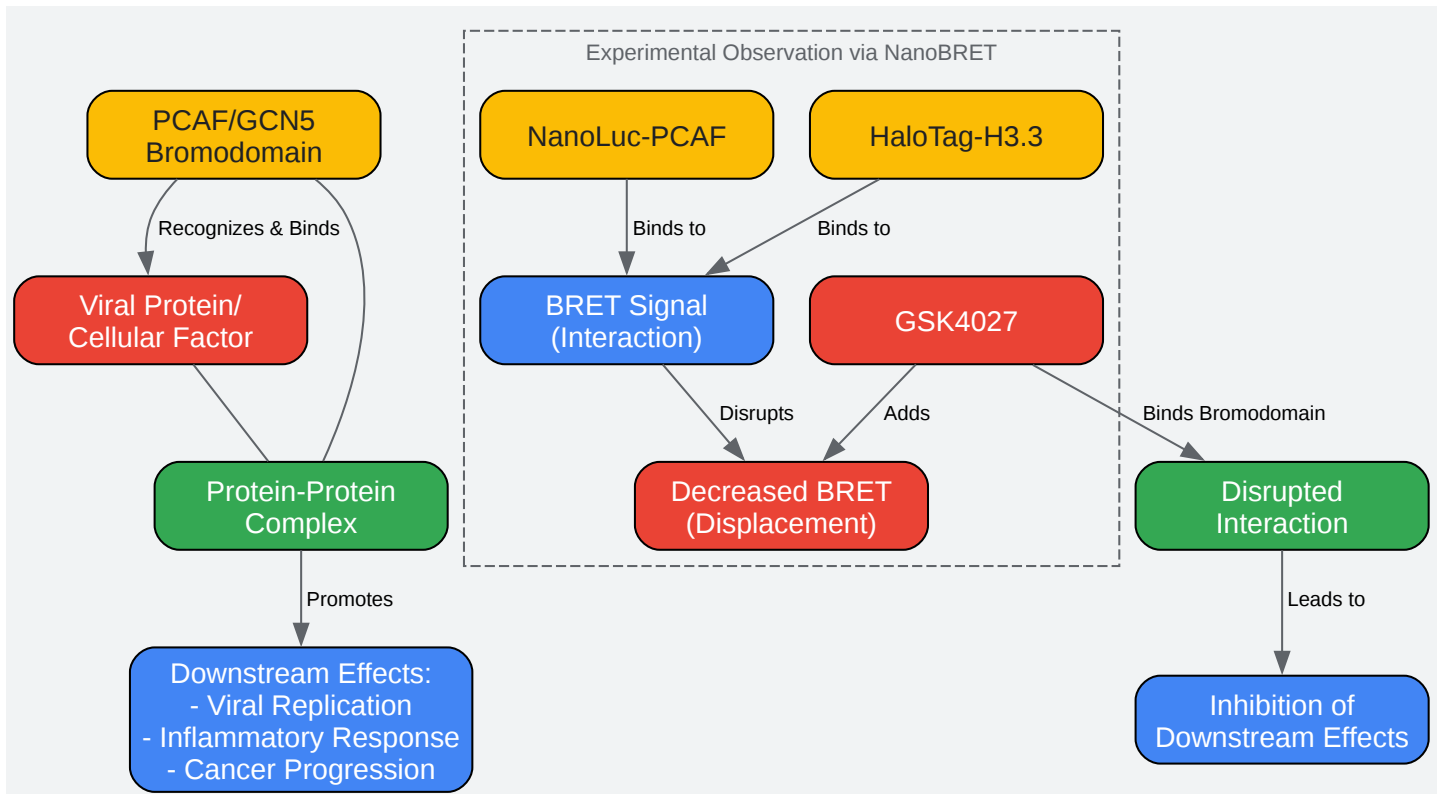 Experimental Observation via NanoBRET
PCAF/GCN5
Bromodomain
NanoLuc-PCAF
HaloTag-H3.3
Recognizes & Binds
Binds to
Binds to
Viral Protein/
Cellular Factor
BRET Signal
(Interaction)
GSK4027
Disrupts
Adds
Binds Bromodomain
Protein-Protein
Complex
Decreased BRET
(Displacement)
Disrupted
Interaction
Promotes
Leads to
Downstream Effects:
- Viral Replication
- Inflammatory Response
- Cancer Progression
Inhibition of
Downstream Effects